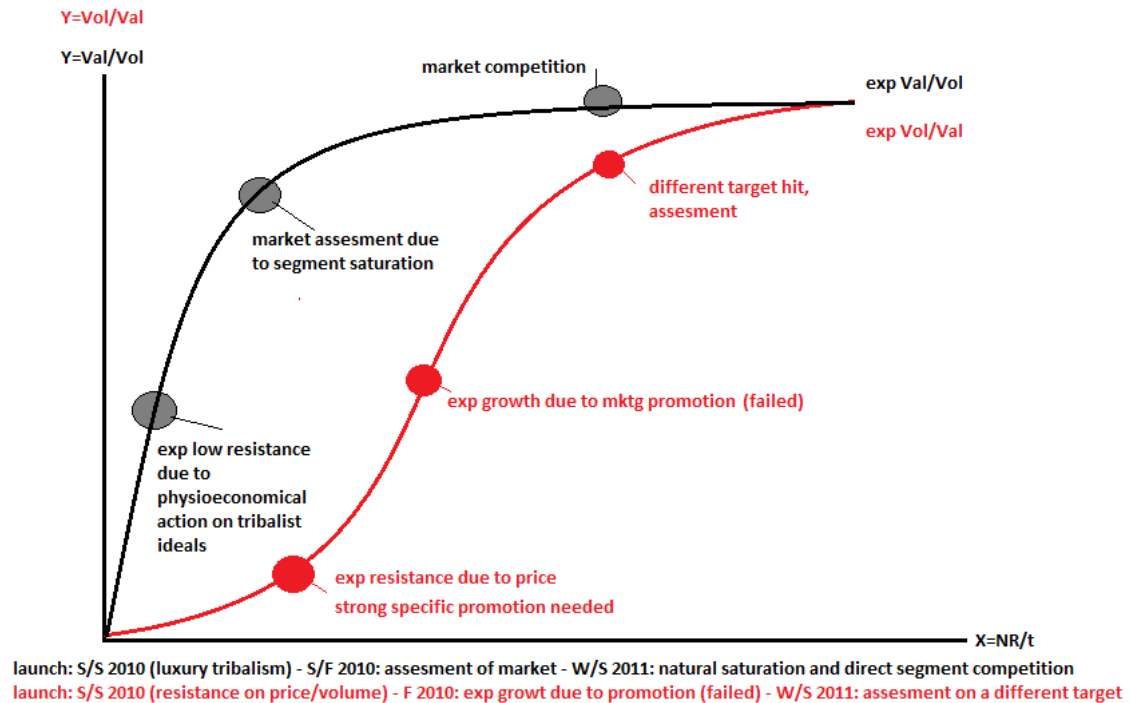 Y=Vol/Val
Y=Val/Vol
market competition
exp Val/Vol
exp Vol/Val
different target hit,
assesment
market assesment due
to segment saturation
exp growth due to mktg promotion (failed)
exp low resistance
due to
physioeconomical
action on tribalist
ideals
exp resistance due to price
strong specific promotion needed
X=NR/t
launch: S/S 2010 (luxury tribalism) - S/F 2010: assesment of market - W/S 2011: natural saturation and direct segment competition
launch: S/S 2010 (resistance on price/volume) - F 2010: exp growt due to promotion (failed) - W/S 2011: assesment on a different target